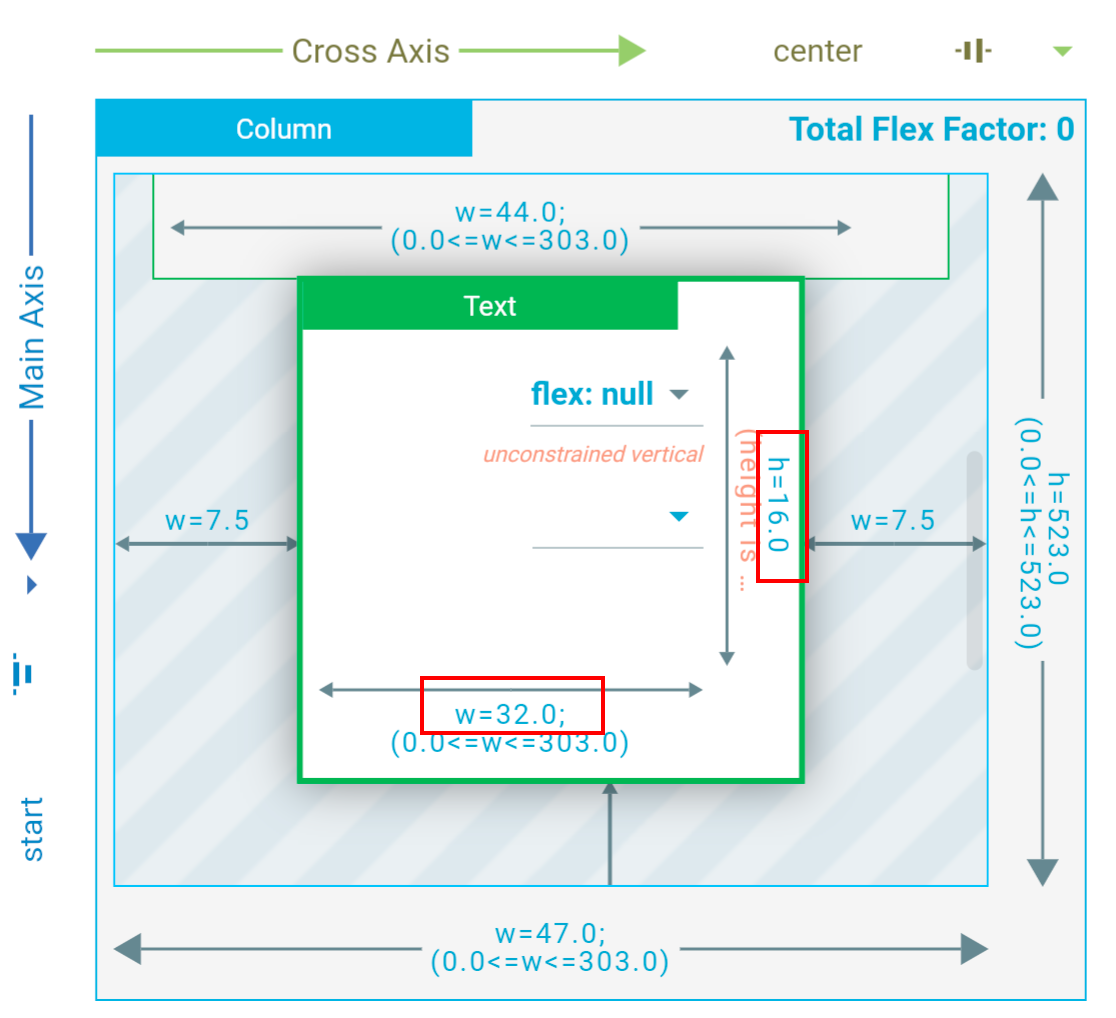 Cross Axis
center
Column
Total Flex Factor: 0
Main Axis
w=44.0;
(0.0<=w<=303.0)
Text
flex: null
unconstrained vertical
(height is ...
h=16.0
w=7.5
w=7.5
h=523.0
(0.0<=h<=523.0)
w=32.0;
(0.0<=w<=303.0)
start
w=47.0;
(0.0<=w<=303.0)